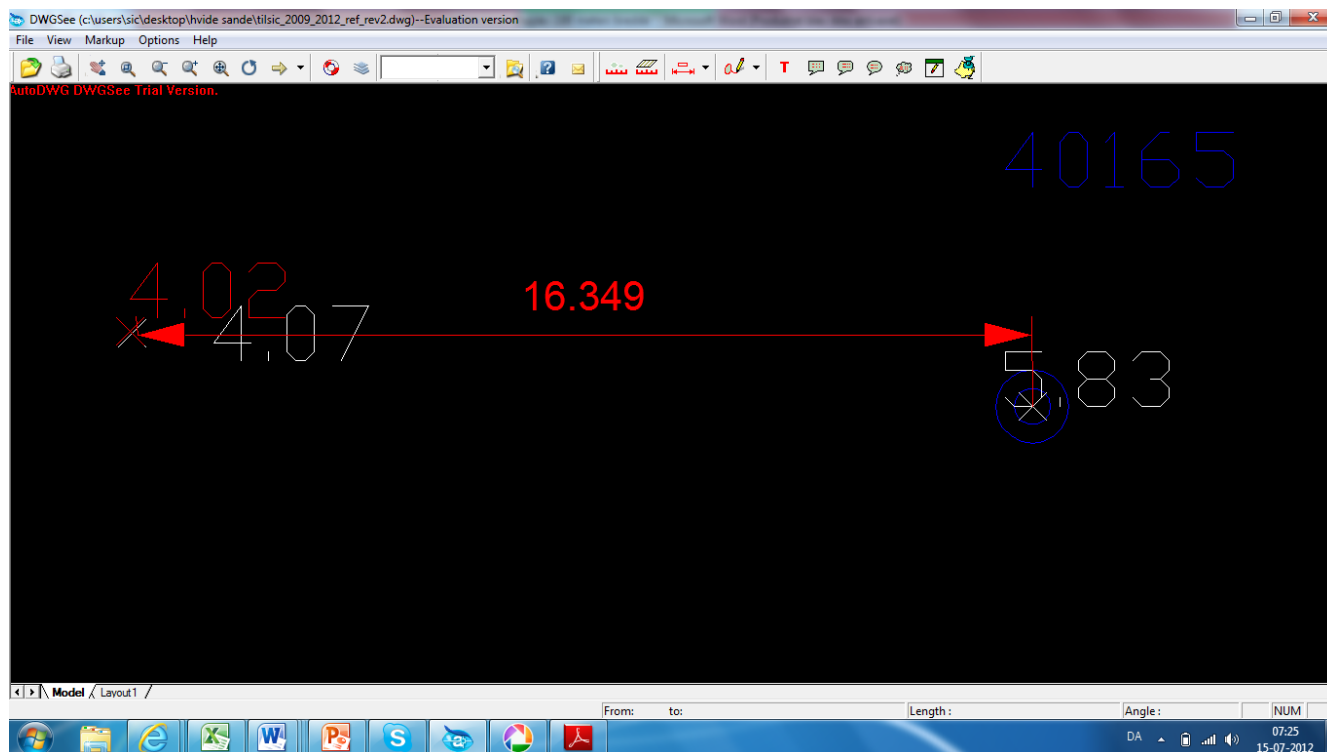 DWGSee (c:\users\sic\desktop\hvide sande\tilsic_2009_2012_ref_rev2.dwg)--Evaluation version
File View Markup Options Help
T
AutoDWG DWGSee Trial Version.
40165
4,02
16.349
4,07
5,83
Model Layout1
From: to: Length : Angle : NUM
DA 07:25
15-07-2012